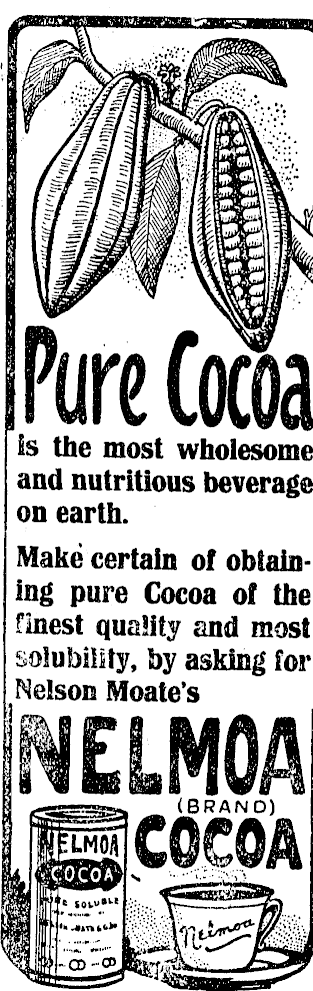 Pure Cocoa
is the most wholesome
and nutritious beverage
on earth.
Make certain of obtain-
ing pure Cocoa of the
finest quality and most
solubility, by asking for
Nelson Moate's
NELMOA
(BRAND)
COCOA
NELMOA
COCOA
SOLUBLE
Nelmoa